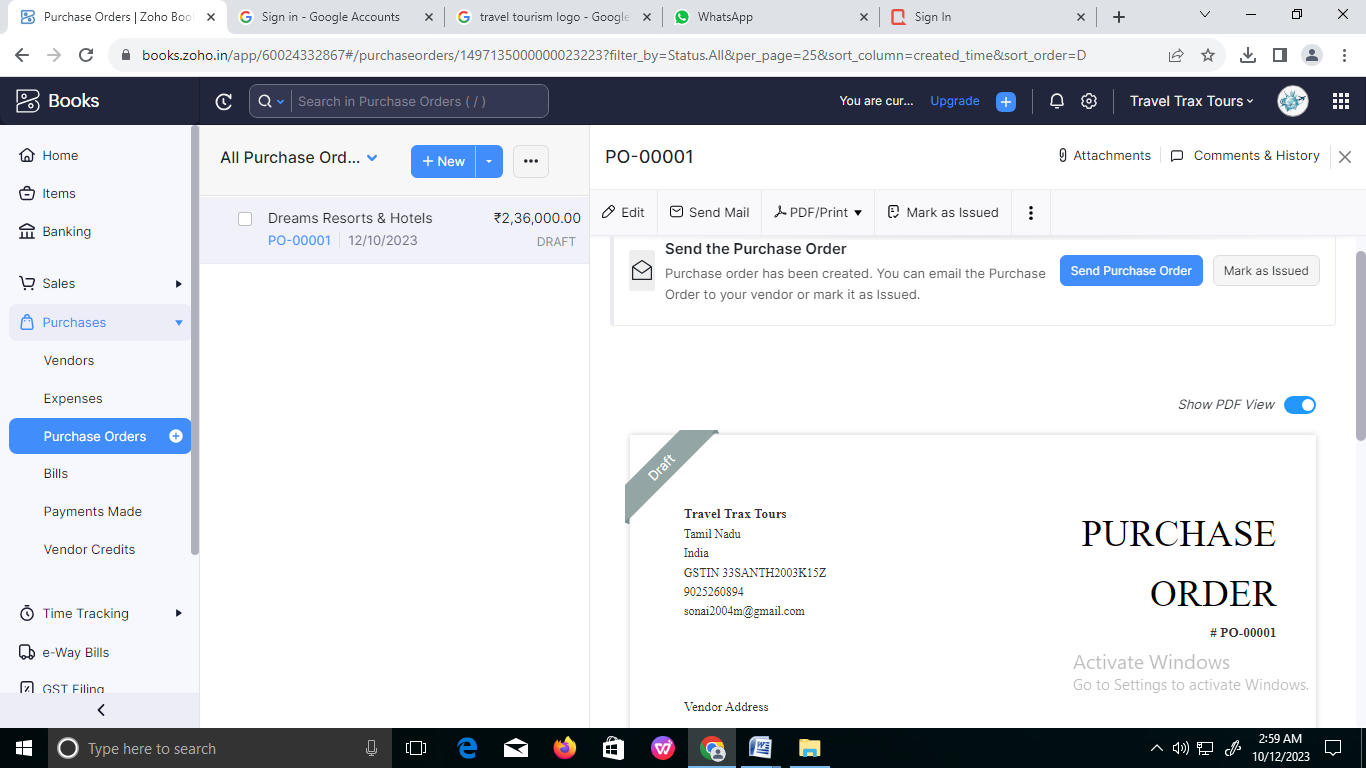 Purchase Orders | Zoho Boo
Sign in - Google Accounts
travel tourism logo - Google
WhatsApp
Sign In
books.zoho.in/app/60024332867#/purchaseorders/1497135000000023223?filter_by=Status.All&per_page=25&sort_column=created_time&sort_order=D
Books
Search in Purchase Orders ( / )
You are cur...
Upgrade
Travel Trax Tours
Home
Items
Banking
Sales
Purchases
Vendors
Expenses
Purchase Orders
Bills
Payments Made
Vendor Credits
Time Tracking
e-Way Bills
GST Filing
All Purchase Ord...
+ New
Dreams Resorts & Hotels ₹2,36,000.00
PO-00001 12/10/2023 DRAFT
PO-00001
Attachments
Comments & History
Edit
Send Mail
PDF/Print
Mark as Issued
Send the Purchase Order
Purchase order has been created. You can email the Purchase
Order to your vendor or mark it as Issued.
Send Purchase Order
Mark as Issued
Show PDF View
Draft
Travel Trax Tours
Tamil Nadu
India
GSTIN 33SANTH2003K15Z
9025260894
sonai2004m@gmail.com
PURCHASE
ORDER
# PO-00001
Vendor Address
Activate Windows
Go to Settings to activate Windows.
Type here to search
2:59 AM
10/12/2023